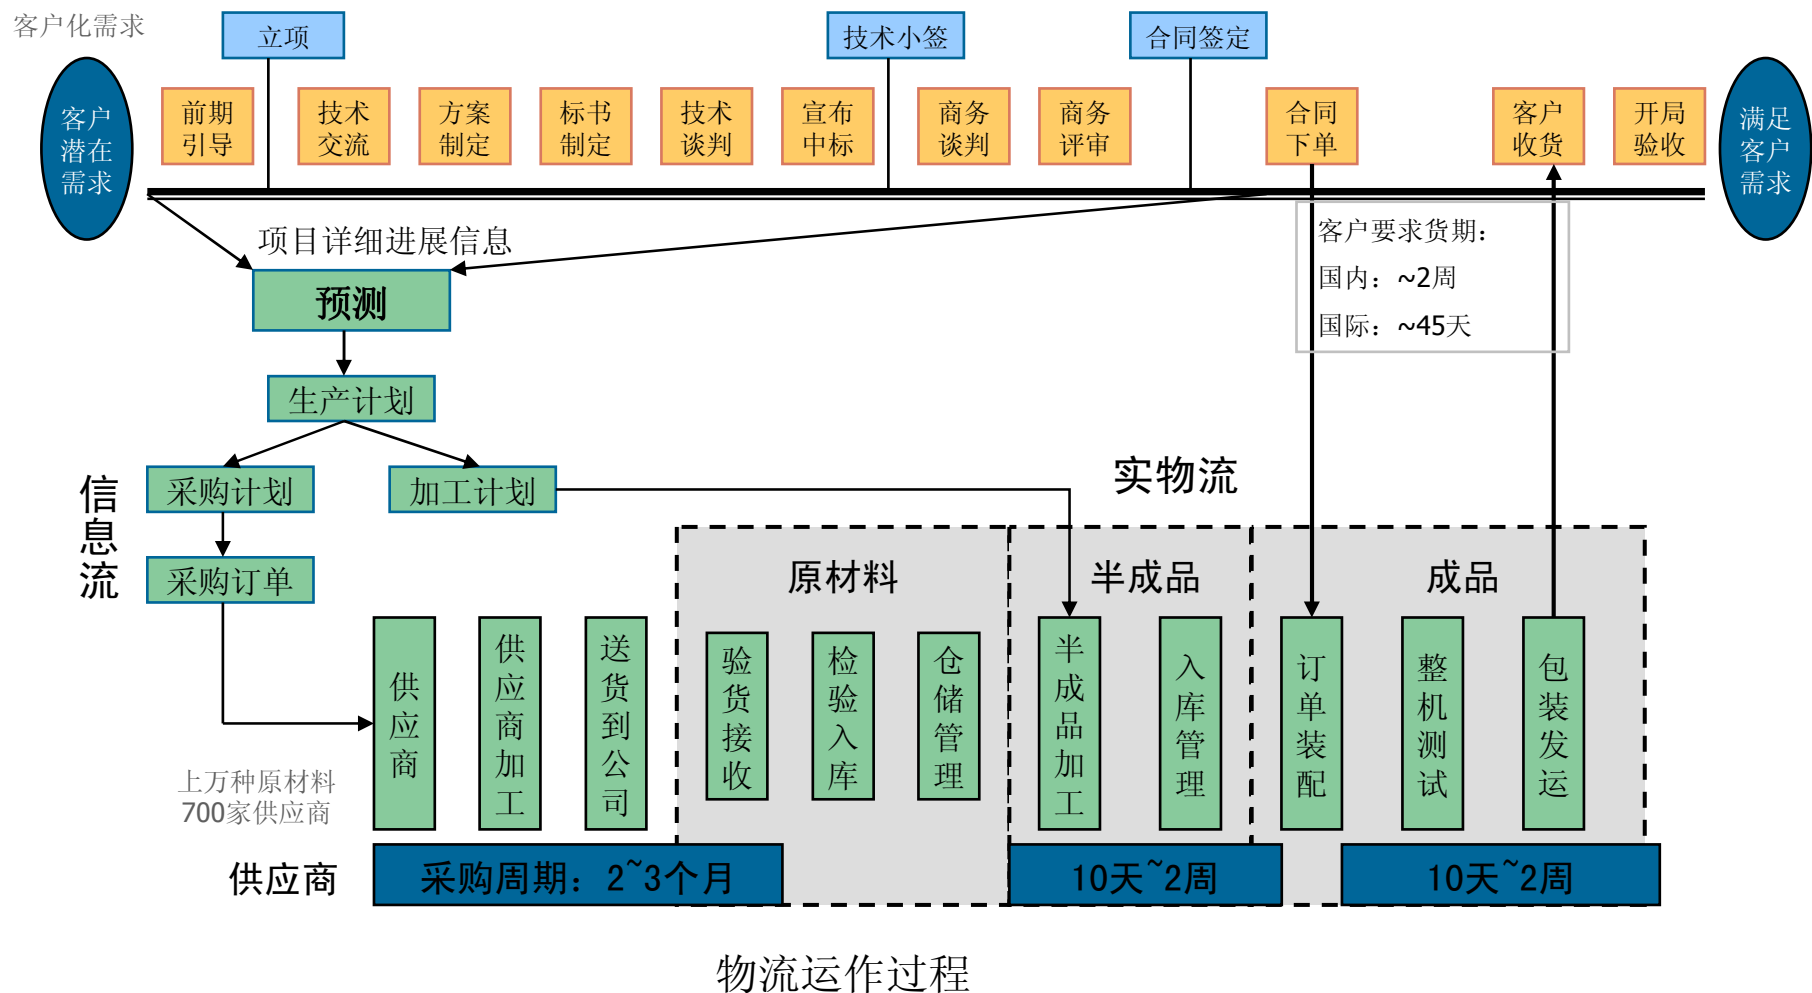 客户化需求
立项
技术小签
合同签定
客户
潜在
需求
前期
引导
技术
交流
方案
制定
标书
制定
技术
谈判
宣布
中标
商务
谈判
商务
评审
合同
下单
客户
收货
开局
验收
满足
客户
需求
项目详细进展信息
客户要求货期：
国内：~2周
国际：~45天
预测
生产计划
采购计划
加工计划
采购订单
信息流
实物流
原材料
半成品
成品
供应商
供应商加工
送货到公司
验货接收
检验入库
仓储管理
半成品加工
入库管理
订单装配
整机测试
包装发运
上万种原材料
700家供应商
供应商
采购周期：2~3个月
10天~2周
10天~2周
物流运作过程